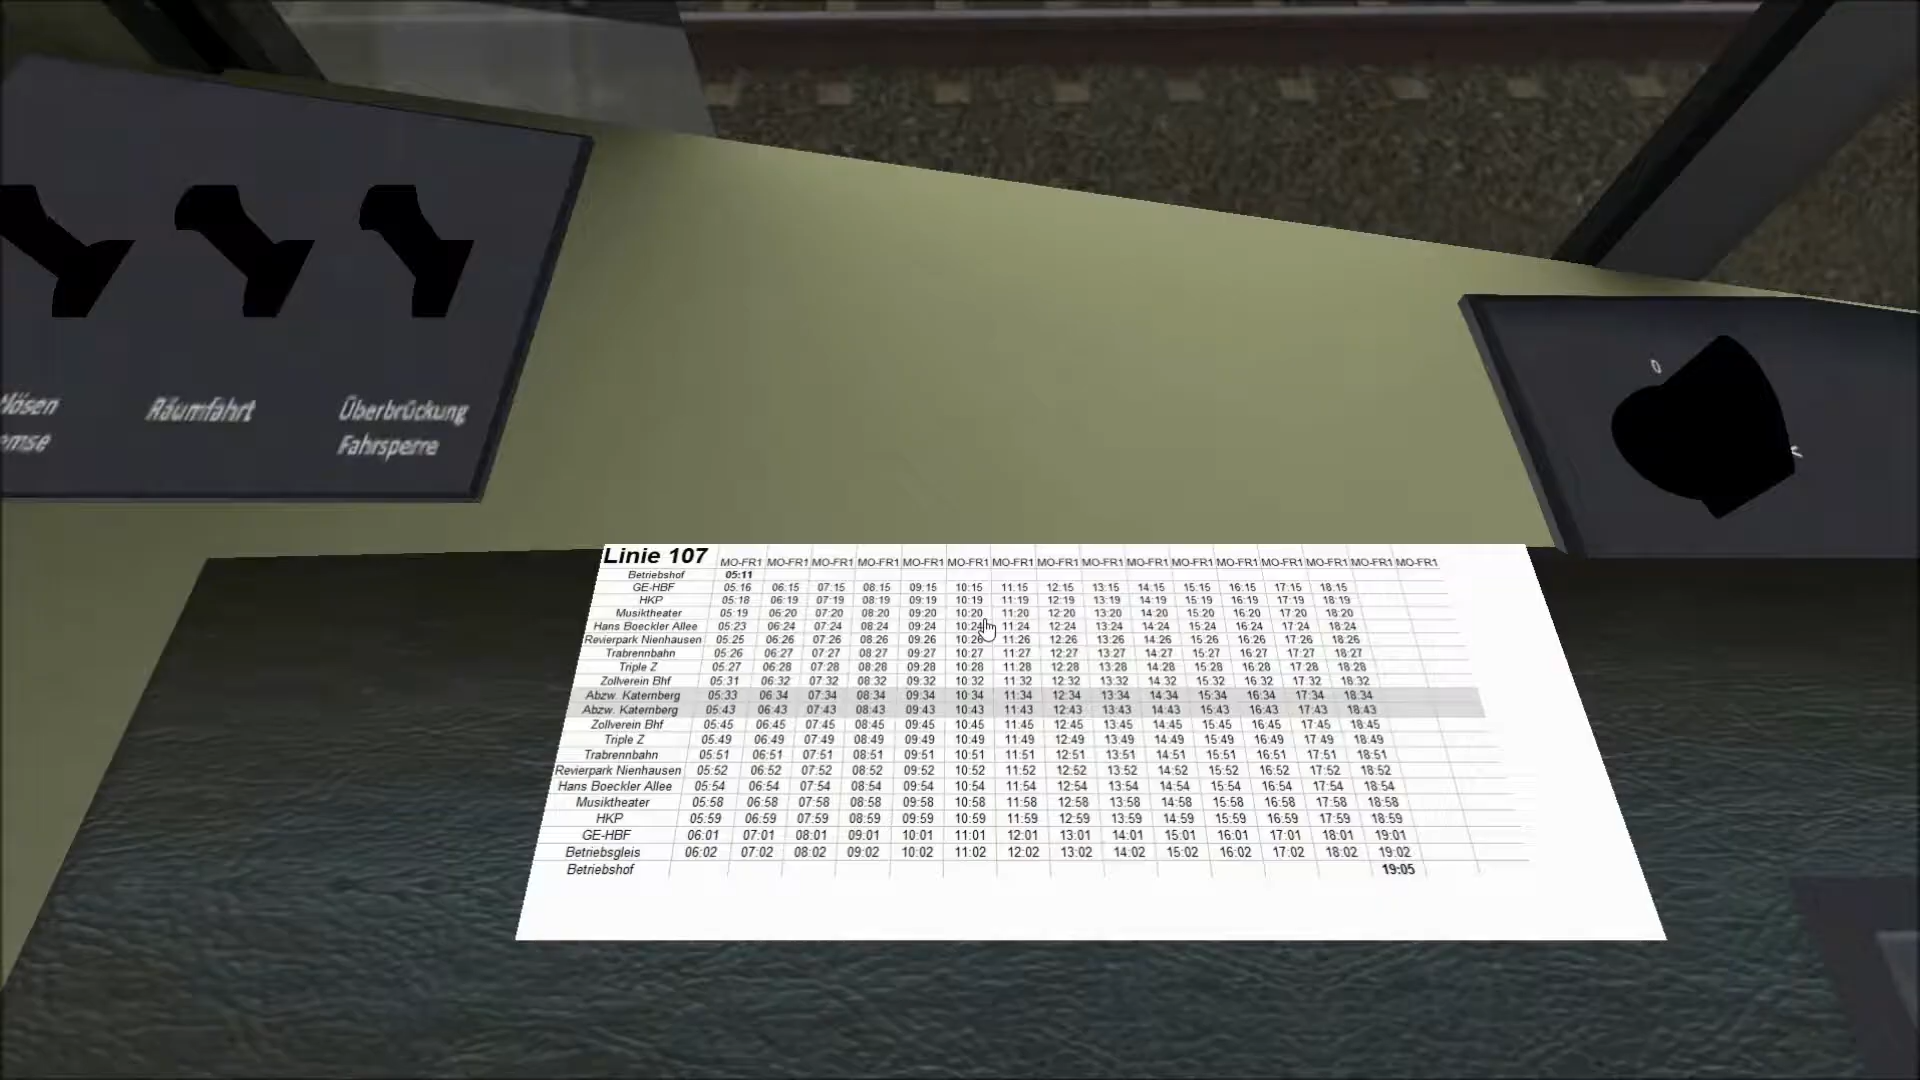 lösen
emse
Räumfahrt
Überbrückung
Fahrsperre
0
Linie 107 MO-FR1 MO-FR1 MO-FR1 MO-FR1 MO-FR1 MO-FR1 MO-FR1 MO-FR1 MO-FR1 MO-FR1 MO-FR1 MO-FR1 MO-FR1 MO-FR1 MO-FR1 MO-FR1
Betriebshof 05:11
GE-HBF 05:16 06:15 07:15 08:15 09:15 10:15 11:15 12:15 13:15 14:15 15:15 16:15 17:15 18:15
HKP 05:18 06:19 07:19 08:19 09:19 10:19 11:19 12:19 13:19 14:19 15:19 16:19 17:19 18:19
Musiktheater 05:19 06:20 07:20 08:20 09:20 10:20 11:20 12:20 13:20 14:20 15:20 16:20 17:20 18:20
Hans Boeckler Allee 05:23 06:24 07:24 08:24 09:24 10:24 11:24 12:24 13:24 14:24 15:24 16:24 17:24 18:24
Revierpark Nienhausen 05:25 06:26 07:26 08:26 09:26 10:26 11:26 12:26 13:26 14:26 15:26 16:26 17:26 18:26
Trabrennbahn 05:26 06:27 07:27 08:27 09:27 10:27 11:27 12:27 13:27 14:27 15:27 16:27 17:27 18:27
Triple Z 05:27 06:28 07:28 08:28 09:28 10:28 11:28 12:28 13:28 14:28 15:28 16:28 17:28 18:28
Zollverein Bhf 05:31 06:32 07:32 08:32 09:32 10:32 11:32 12:32 13:32 14:32 15:32 16:32 17:32 18:32
Abzw. Katernberg 05:33 06:34 07:34 08:34 09:34 10:34 11:34 12:34 13:34 14:34 15:34 16:34 17:34 18:34
Abzw. Katernberg 05:43 06:43 07:43 08:43 09:43 10:43 11:43 12:43 13:43 14:43 15:43 16:43 17:43 18:43
Zollverein Bhf 05:45 06:45 07:45 08:45 09:45 10:45 11:45 12:45 13:45 14:45 15:45 16:45 17:45 18:45
Triple Z 05:49 06:49 07:49 08:49 09:49 10:49 11:49 12:49 13:49 14:49 15:49 16:49 17:49 18:49
Trabrennbahn 05:51 06:51 07:51 08:51 09:51 10:51 11:51 12:51 13:51 14:51 15:51 16:51 17:51 18:51
Revierpark Nienhausen 05:52 06:52 07:52 08:52 09:52 10:52 11:52 12:52 13:52 14:52 15:52 16:52 17:52 18:52
Hans Boeckler Allee 05:54 06:54 07:54 08:54 09:54 10:54 11:54 12:54 13:54 14:54 15:54 16:54 17:54 18:54
Musiktheater 05:58 06:58 07:58 08:58 09:58 10:58 11:58 12:58 13:58 14:58 15:58 16:58 17:58 18:58
HKP 05:59 06:59 07:59 08:59 09:59 10:59 11:59 12:59 13:59 14:59 15:59 16:59 17:59 18:59
GE-HBF 06:01 07:01 08:01 09:01 10:01 11:01 12:01 13:01 14:01 15:01 16:01 17:01 18:01 19:01
Betriebsgleis 06:02 07:02 08:02 09:02 10:02 11:02 12:02 13:02 14:02 15:02 16:02 17:02 18:02 19:02
Betriebshof 19:05